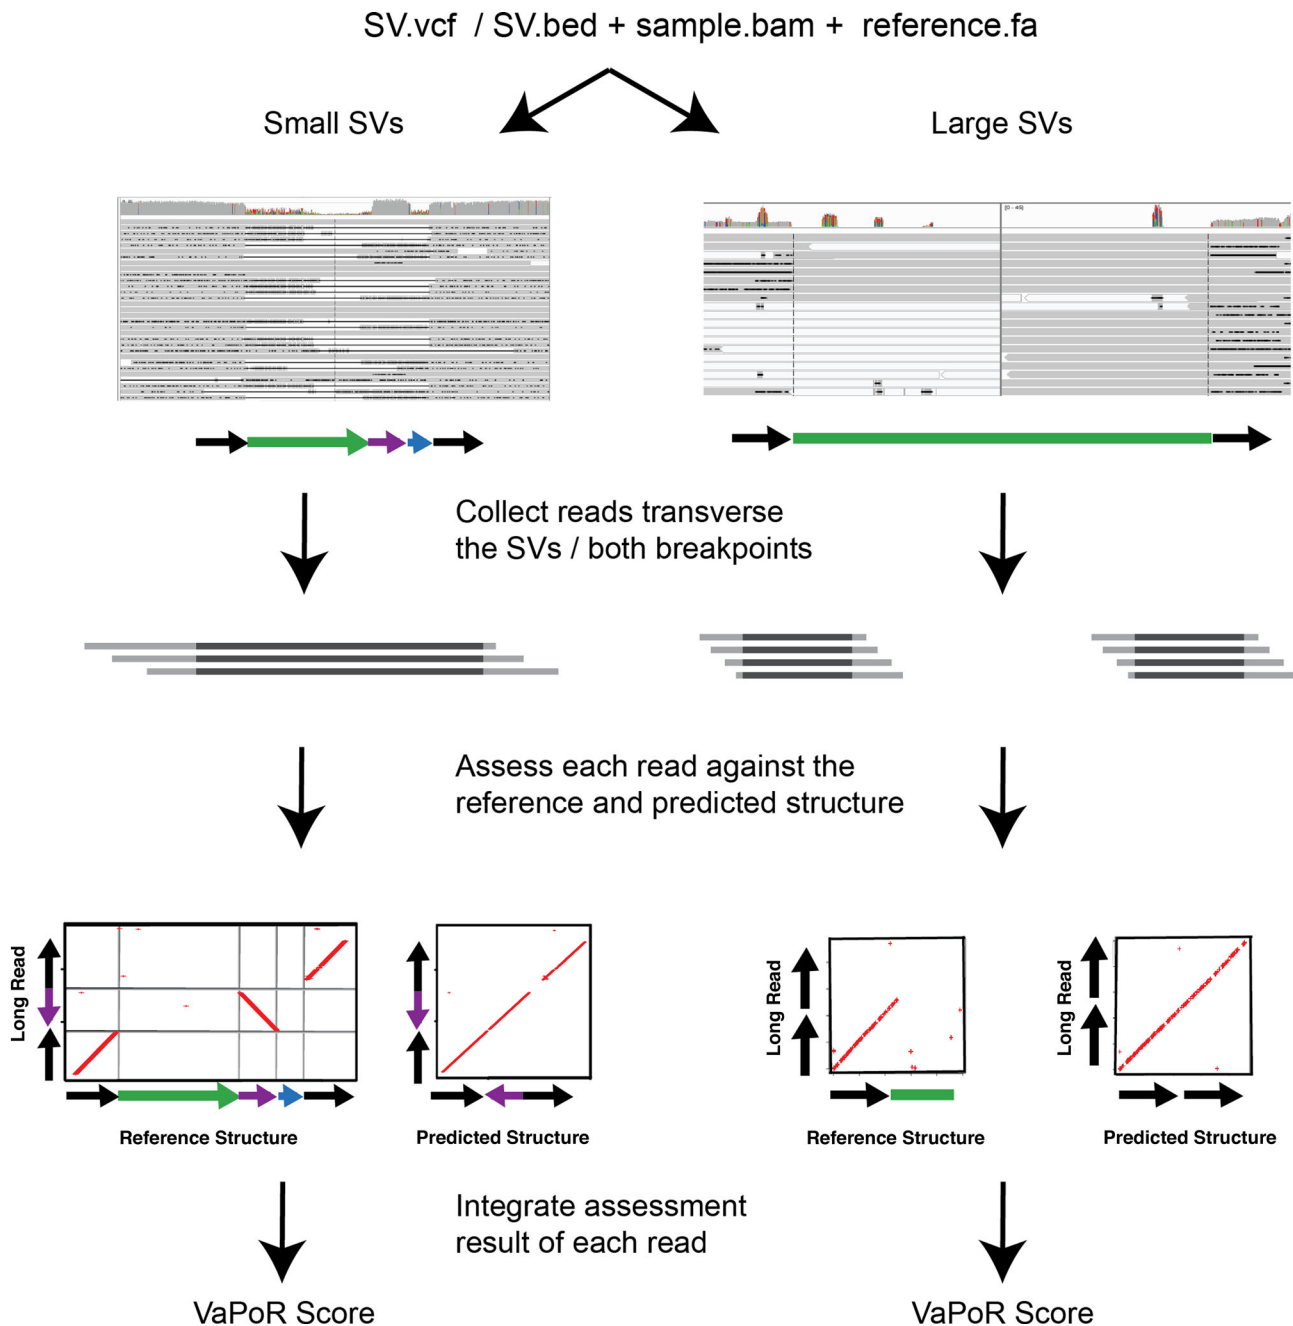 SV.vcf / SV.bed + sample.bam + reference.fa
Small SVs
Large SVs
[0 - 45]
Collect reads transverse
the SVs / both breakpoints
Assess each read against the
reference and predicted structure
Long Read
Long Read
Long Read
Long Read
Reference Structure
Predicted Structure
Reference Structure
Predicted Structure
Integrate assessment
result of each read
VaPoR Score
VaPoR Score